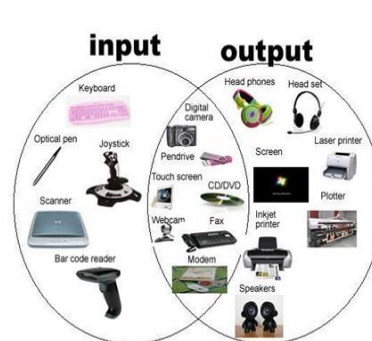 input
output
Keyboard
Optical pen
Joystick
Scanner
Bar code reader
Digital
camera
Pendrive
Touch screen
CD/DVD
Webcam
Fax
Modem
Head phones
Head set
Laser printer
Screen
Plotter
Inkjet
printer
Speakers